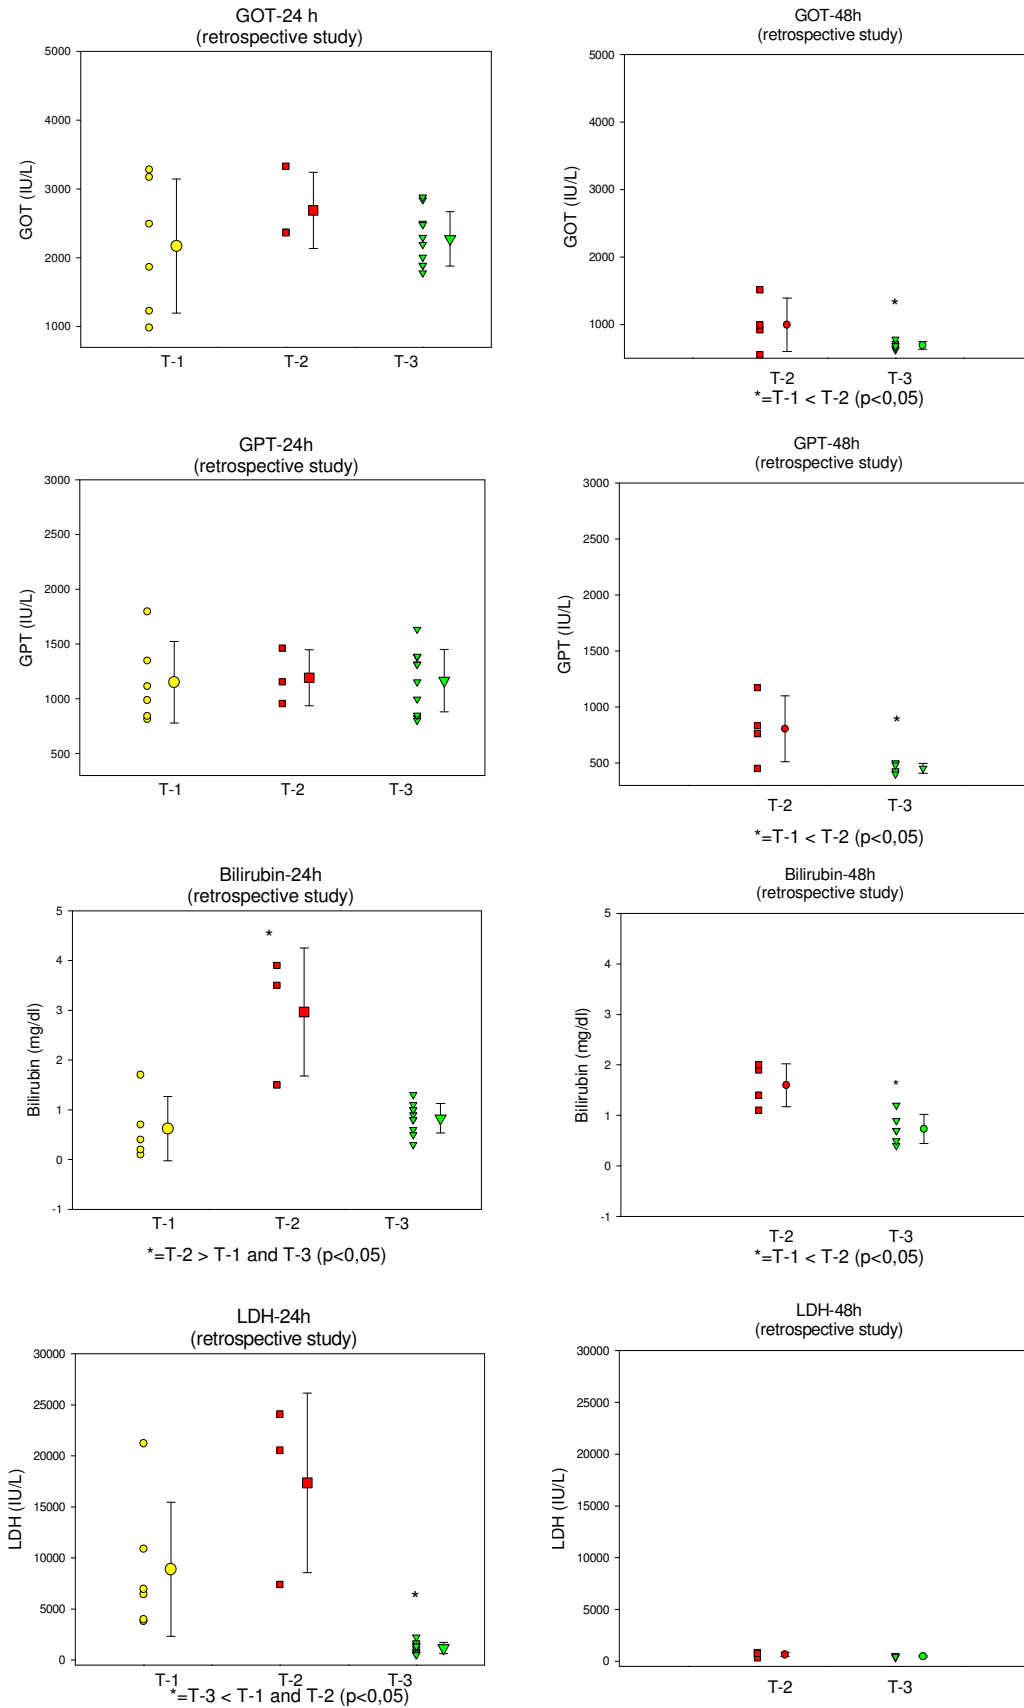 GOT-24 h
(retrospective study)
5000
4000
3000
2000
1000
GOT (IU/L)
T-1 T-2 T-3
GOT-48h
(retrospective study)
5000
4000
3000
2000
1000
GOT (IU/L)
*
T-2 T-3
*=T-1 < T-2 (p<0,05)
GPT-24h
(retrospective study)
3000
2500
2000
1500
1000
500
GPT (IU/L)
T-1 T-2 T-3
GPT-48h
(retrospective study)
3000
2500
2000
1500
1000
500
GPT (IU/L)
*
T-2 T-3
*=T-1 < T-2 (p<0,05)
Bilirubin-24h
(retrospective study)
5
4
3
2
1
0
-1
Bilirubin (mg/dl)
*
T-1 T-2 T-3
*=T-2 > T-1 and T-3 (p<0,05)
Bilirubin-48h
(retrospective study)
5
4
3
2
1
0
-1
Bilirubin (mg/dl)
*
T-2 T-3
*=T-1 < T-2 (p<0,05)
LDH-24h
(retrospective study)
30000
25000
20000
15000
10000
5000
0
LDH (IU/L)
*
T-1 T-2 T-3
*=T-3 < T-1 and T-2 (p<0,05)
LDH-48h
(retrospective study)
30000
25000
20000
15000
10000
5000
0
LDH (IU/L)
T-2 T-3